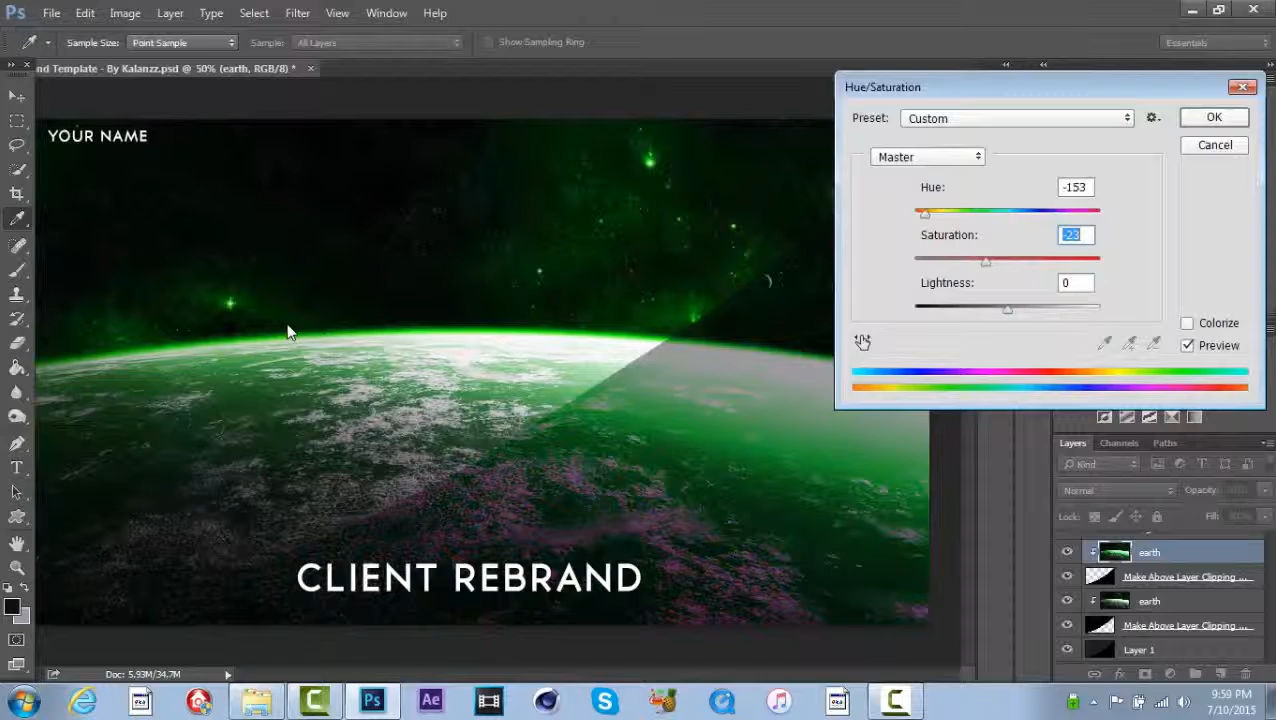 Ps File Edit Image Layer Type Select Filter View Window Help
Sample Size: Point Sample Sample: All Layers Show Sampling Ring Essentials
nd Template - By Kalanzz.psd @ 50% (earth, RGB/8) *
YOUR NAME
CLIENT REBRAND
Hue/Saturation
Preset: Custom OK
Cancel
Master
Hue: -153
Saturation: -23
Lightness: 0
Colorize
Preview
Layers Channels Paths
Kind
Normal Opacity:
Lock: Fill:
earth
Make Above Layer Clipping ...
earth
Make Above Layer Clipping ...
Layer 1
Doc: 5.93M/34.7M
Ps Ae
9:59 PM
7/10/2015